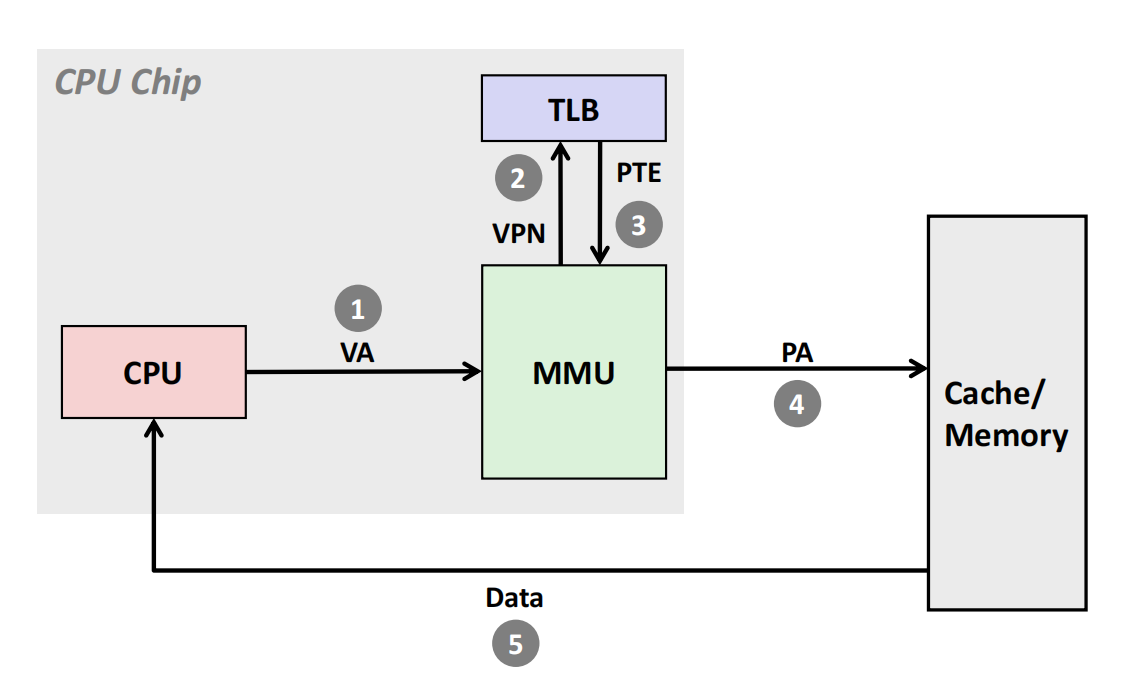 CPU Chip
TLB
2
PTE
VPN
3
1
VA
CPU
MMU
PA
4
Cache/
Memory
Data
5